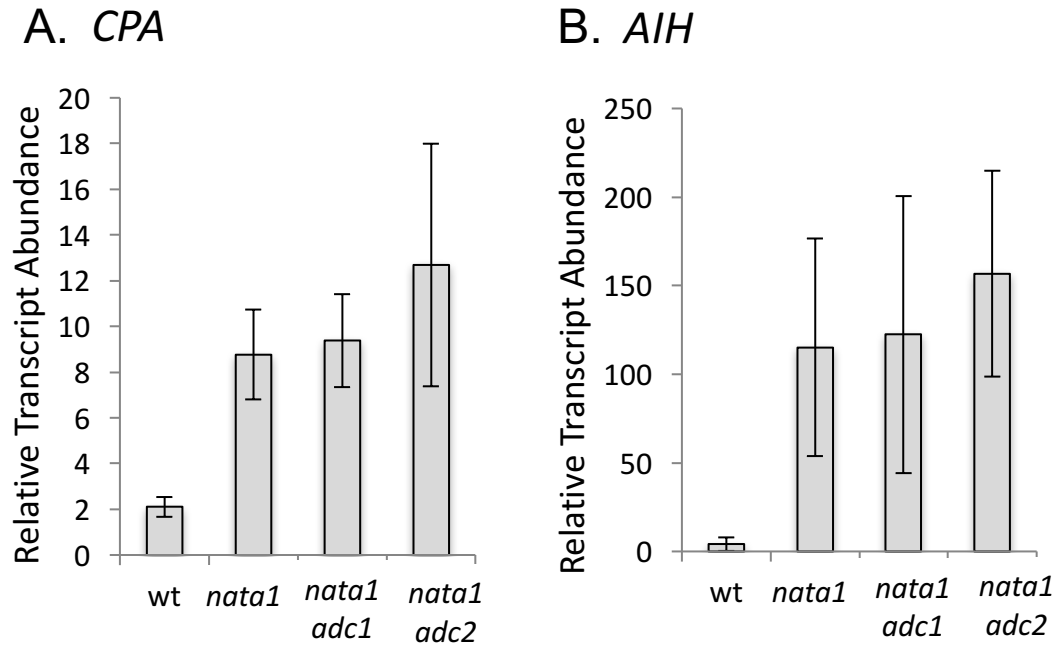 A. CPA
Relative Transcript Abundance
20
18
16
14
12
10
8
6
4
2
0
wt
nata1
nata1
adc1
nata1
adc2
B. AIH
Relative Transcript Abundance
250
200
150
100
50
0
wt
nata1
nata1
adc1
nata1
adc2